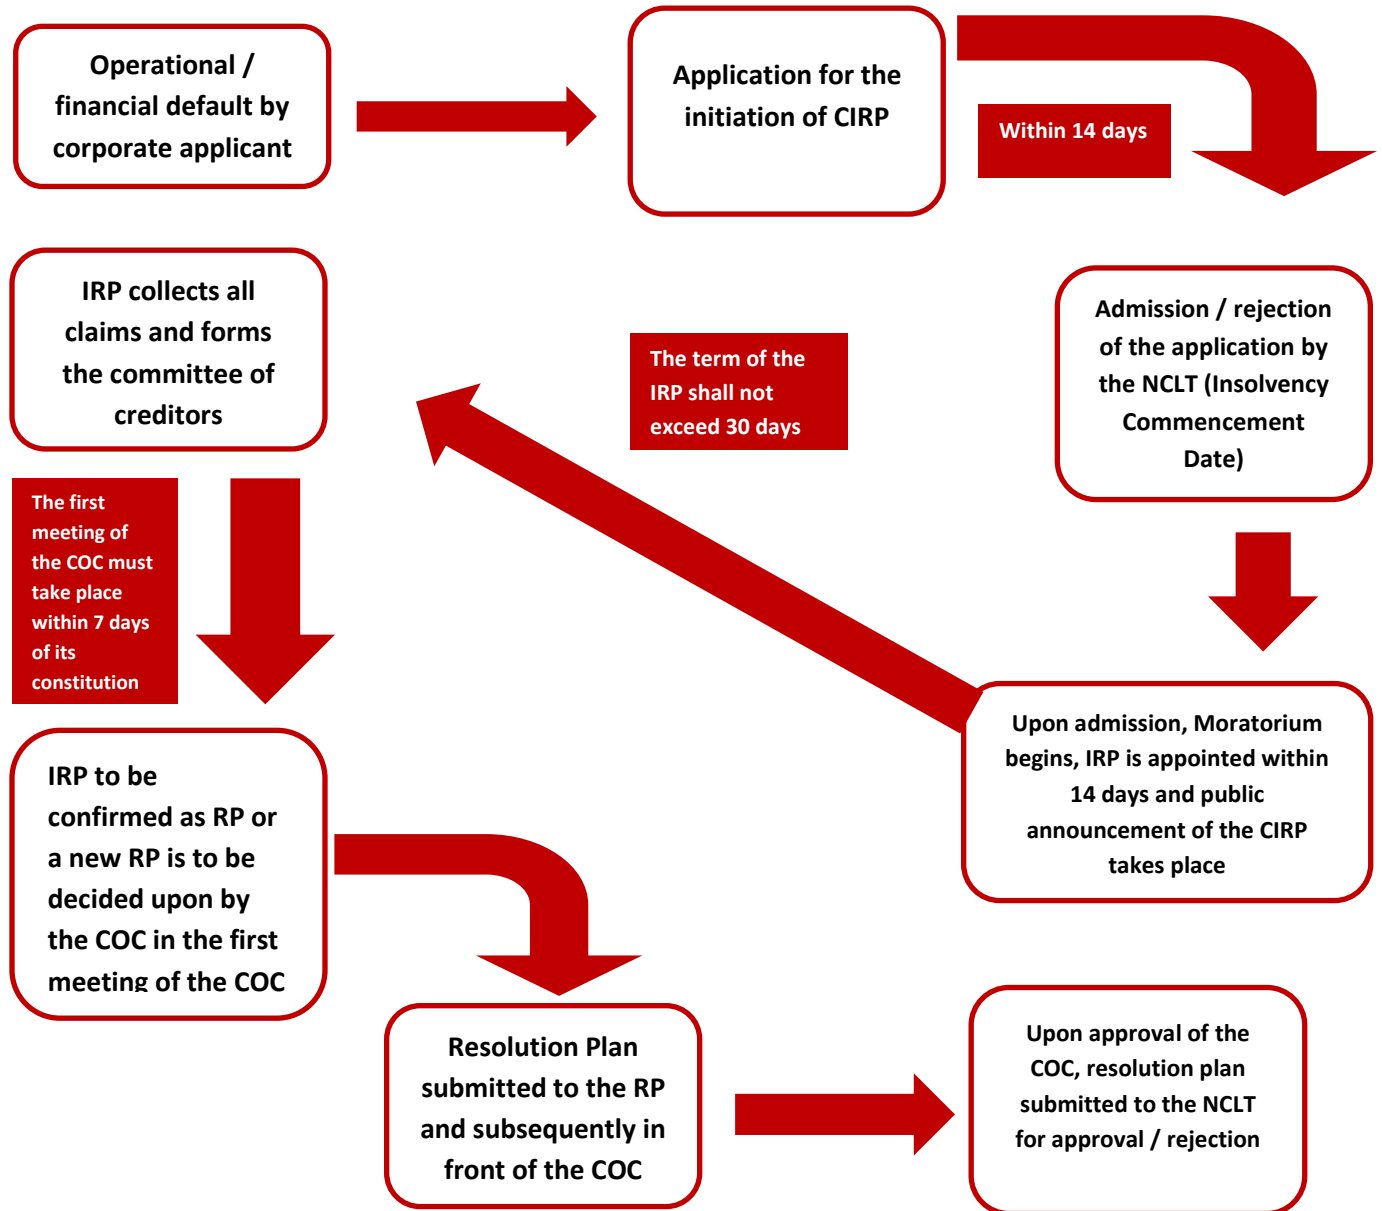 Operational /
financial default by
corporate applicant
Application for the
initiation of CIRP
Within 14 days
Admission / rejection
of the application by
the NCLT (Insolvency
Commencement
Date)
Upon admission, Moratorium
begins, IRP is appointed within
14 days and public
announcement of the CIRP
takes place
The term of the
IRP shall not
exceed 30 days
IRP collects all
claims and forms
the committee of
creditors
The first
meeting of
the COC must
take place
within 7 days
of its
constitution
IRP to be
confirmed as RP or
a new RP is to be
decided upon by
the COC in the first
meeting of the COC
Resolution Plan
submitted to the RP
and subsequently in
front of the COC
Upon approval of the
COC, resolution plan
submitted to the NCLT
for approval / rejection